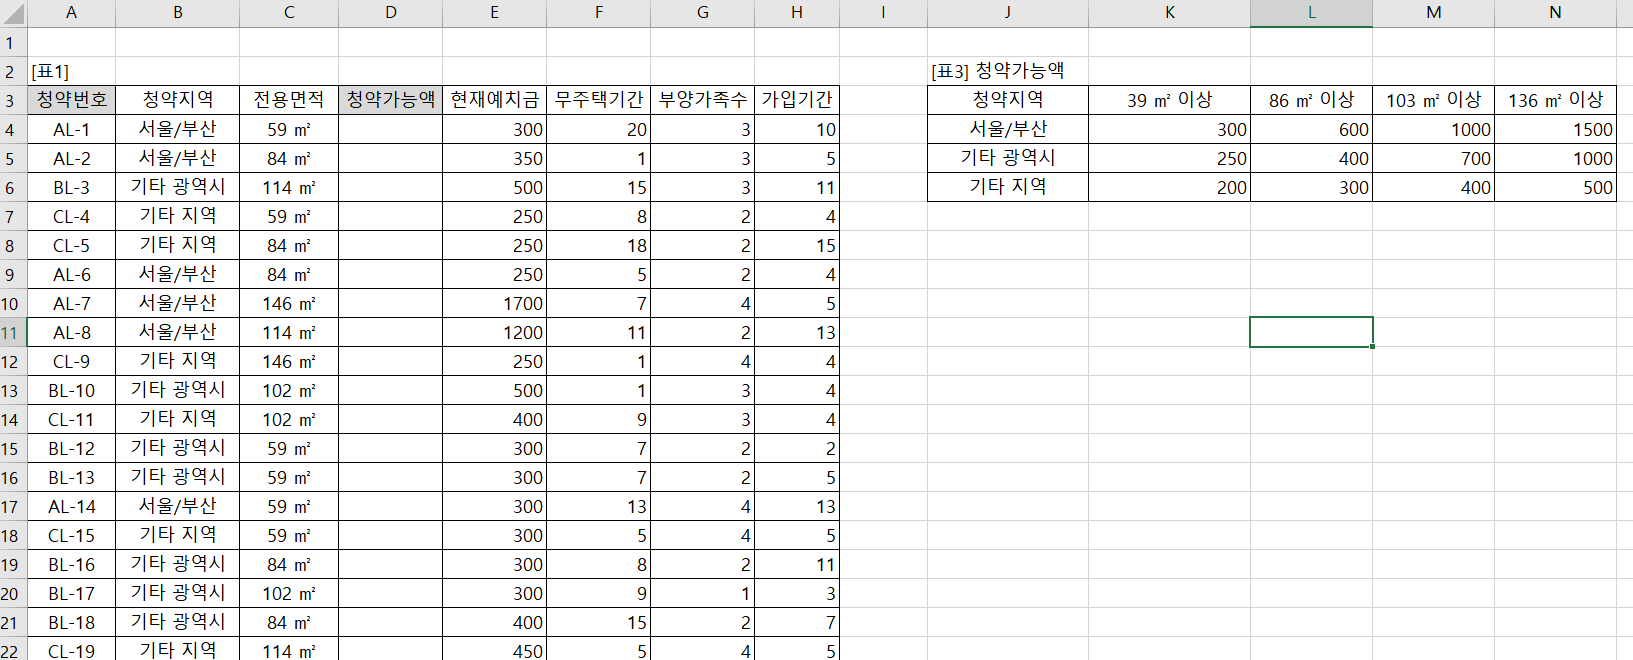 A B C D E F G H I J K L M N
1
2 [표1] [표3] 청약가능액
3 청약번호 청약지역 전용면적 청약가능액 현재예치금 무주택기간 부양가족수 가입기간 청약지역 39 ㎡ 이상 86 ㎡ 이상 103 ㎡ 이상 136 ㎡ 이상
4 AL-1 서울/부산 59 ㎡ 300 20 3 10 서울/부산 300 600 1000 1500
5 AL-2 서울/부산 84 ㎡ 350 1 3 5 기타 광역시 250 400 700 1000
6 BL-3 기타 광역시 114 ㎡ 500 15 3 11 기타 지역 200 300 400 500
7 CL-4 기타 지역 59 ㎡ 250 8 2 4
8 CL-5 기타 지역 84 ㎡ 250 18 2 15
9 AL-6 서울/부산 84 ㎡ 250 5 2 4
10 AL-7 서울/부산 146 ㎡ 1700 7 4 5
11 AL-8 서울/부산 114 ㎡ 1200 11 2 13
12 CL-9 기타 지역 146 ㎡ 250 1 4 4
13 BL-10 기타 광역시 102 ㎡ 500 1 3 4
14 CL-11 기타 지역 102 ㎡ 400 9 3 4
15 BL-12 기타 광역시 59 ㎡ 300 7 2 2
16 BL-13 기타 광역시 59 ㎡ 300 7 2 5
17 AL-14 서울/부산 59 ㎡ 300 13 4 13
18 CL-15 기타 지역 59 ㎡ 300 5 4 5
19 BL-16 기타 광역시 84 ㎡ 300 8 2 11
20 BL-17 기타 광역시 102 ㎡ 300 9 1 3
21 BL-18 기타 광역시 84 ㎡ 400 15 2 7
22 CL-19 기타 지역 114 ㎡ 450 5 4 5